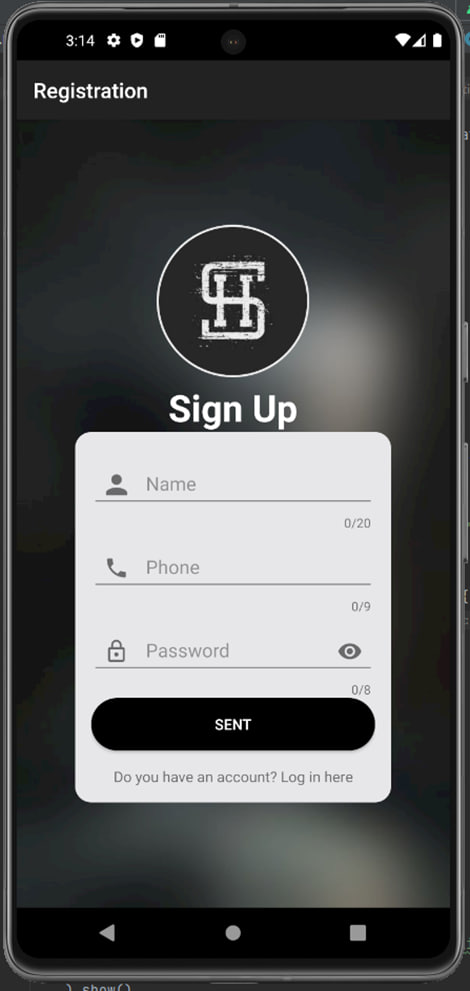 3:14
Registration
SH
Sign Up
Name
0/20
Phone
0/9
Password
0/8
SENT
Do you have an account? Log in here
).show()